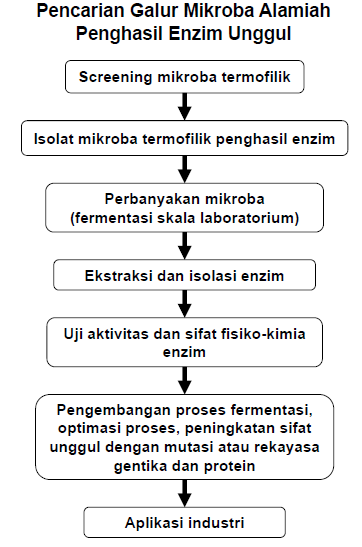 Pencarian Galur Mikroba Alamiah
Penghasil Enzim Unggul
Screening mikroba termofilik
Isolat mikroba termofilik penghasil enzim
Perbanyakan mikroba
(fermentasi skala laboratorium)
Ekstraksi dan isolasi enzim
Uji aktivitas dan sifat fisiko-kimia
enzim
Pengembangan proses fermentasi,
optimasi proses, peningkatan sifat
unggul dengan mutasi atau rekayasa
gentika dan protein
Aplikasi industri